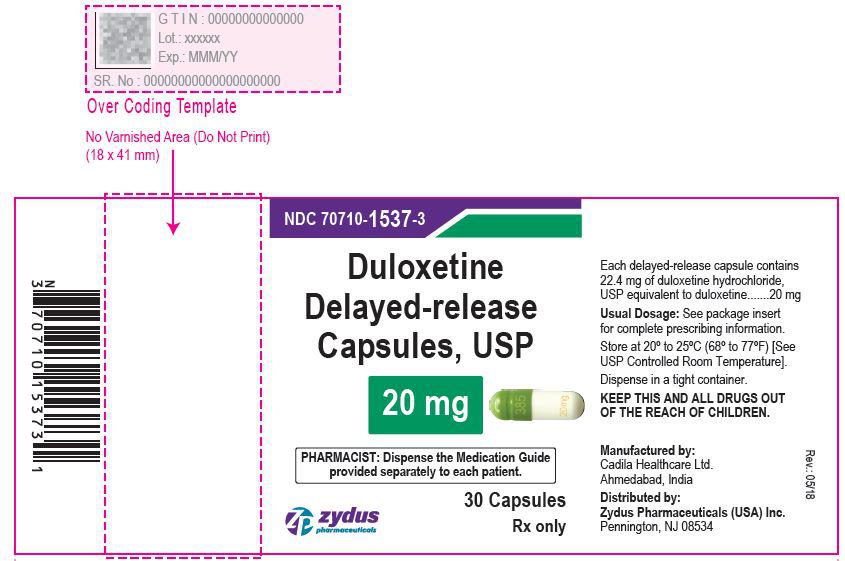 G T I N : 00000000000000
Lot.: xxxxxx
Exp.: MMM/YY
SR. No : 00000000000000000000
Over Coding Template
No Varnished Area (Do Not Print)
(18 x 41 mm)
N
3 70710 15373 1
NDC 70710-1537-3
Duloxetine
Delayed-release
Capsules, USP
20 mg
385
20mg
PHARMACIST: Dispense the Medication Guide
provided separately to each patient.
30 Capsules
Rx only
zydus
pharmaceuticals
Each delayed-release capsule contains
22.4 mg of duloxetine hydrochloride,
USP equivalent to duloxetine.......20 mg
Usual Dosage: See package insert
for complete prescribing information.
Store at 20º to 25ºC (68º to 77ºF) [See
USP Controlled Room Temperature].
Dispense in a tight container.
KEEP THIS AND ALL DRUGS OUT
OF THE REACH OF CHILDREN.
Manufactured by:
Cadila Healthcare Ltd.
Ahmedabad, India
Distributed by:
Zydus Pharmaceuticals (USA) Inc.
Pennington, NJ 08534
Rev.: 05/18